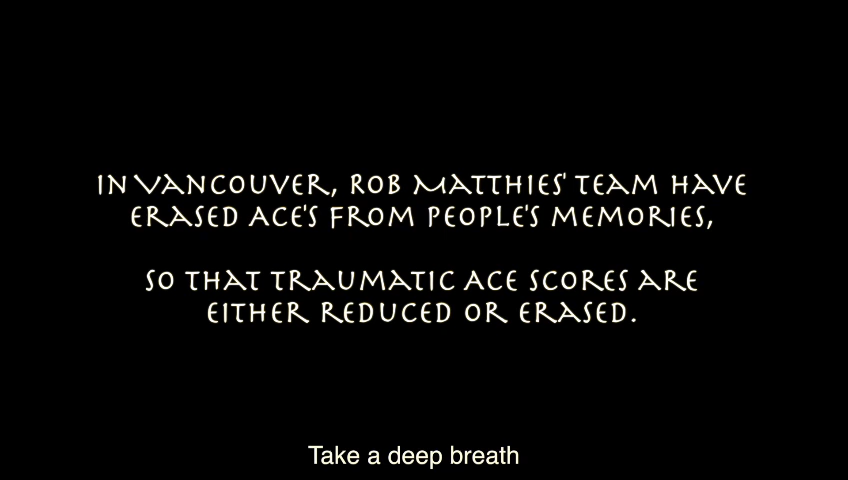 In Vancouver, Rob Matthies' team have
erased Ace's from people's memories,
so that traumatic Ace scores are
either reduced or erased.
Take a deep breath